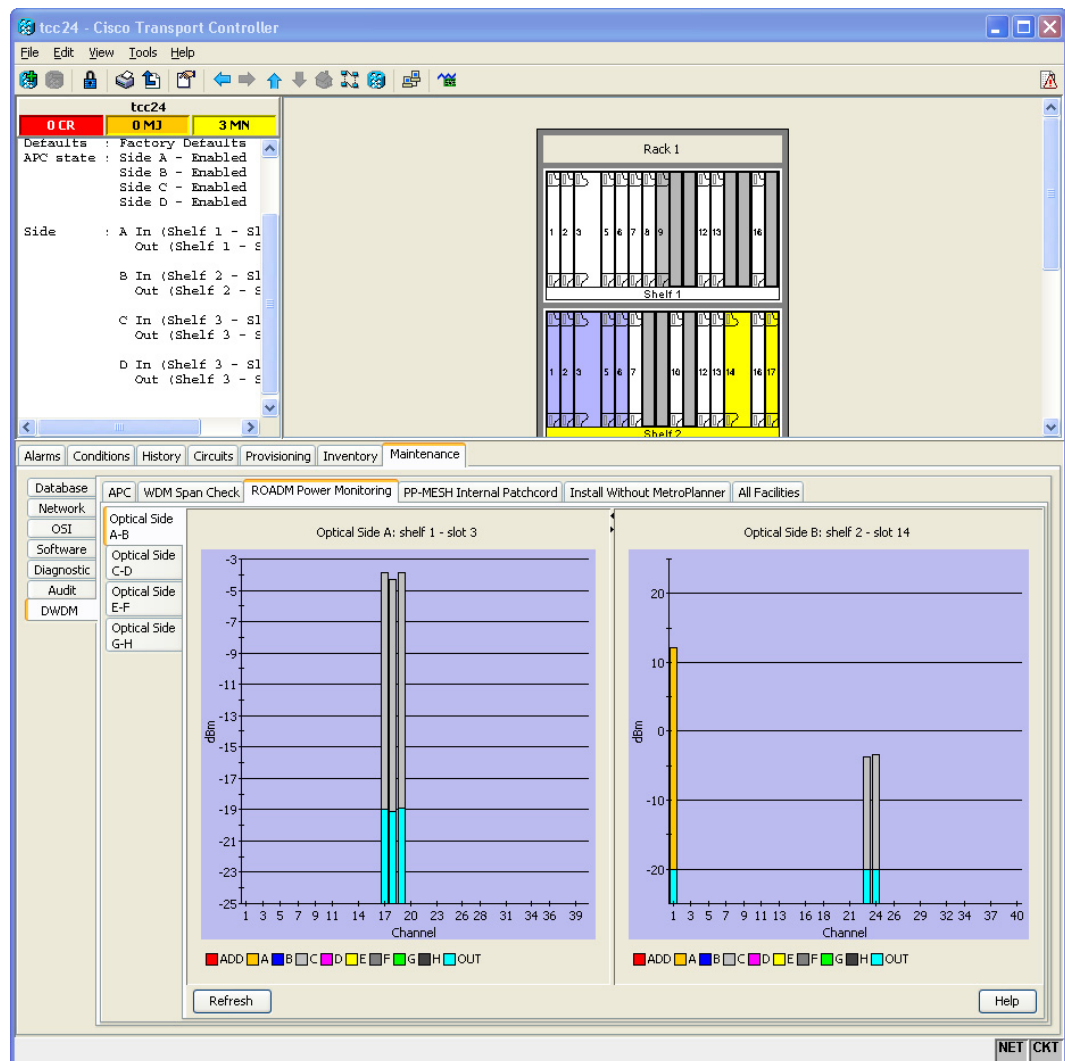 tcc24 - Cisco Transport Controller
File Edit View Tools Help
tcc24
0 CR 0 MJ 3 MN
Defaults : Factory Defaults
APC state : Side A - Enabled
Side B - Enabled
Side C - Enabled
Side D - Enabled
Side : A In (Shelf 1 - Sl
Out (Shelf 1 - S
B In (Shelf 2 - Sl
Out (Shelf 2 - S
C In (Shelf 3 - Sl
Out (Shelf 3 - S
D In (Shelf 3 - Sl
Out (Shelf 3 - S
Rack 1
1 2 3 5 6 7 8 9 12 13 16
Shelf 1
1 2 3 5 6 7 10 12 13 14 16 17
Shelf 2
Alarms Conditions History Circuits Provisioning Inventory Maintenance
Database
Network
OSI
Software
Diagnostic
Audit
DWDM
APC WDM Span Check ROADM Power Monitoring PP-MESH Internal Patchcord Install Without MetroPlanner All Facilities
Optical Side
A-B
Optical Side
C-D
Optical Side
E-F
Optical Side
G-H
Optical Side A: shelf 1 - slot 3
-3
-5
-7
-9
-11
-13
-15
-17
-19
-21
-23
-25
dBm
1 3 5 7 9 11 14 17 20 23 26 28 31 34 36 39
Channel
ADD A B C D E F G H OUT
Optical Side B: shelf 2 - slot 14
20
10
0
-10
-20
dBm
1 3 5 7 9 11 13 16 18 21 24 26 29 32 34 37 40
Channel
ADD A B C D E F G H OUT
Refresh
Help
NET CKT